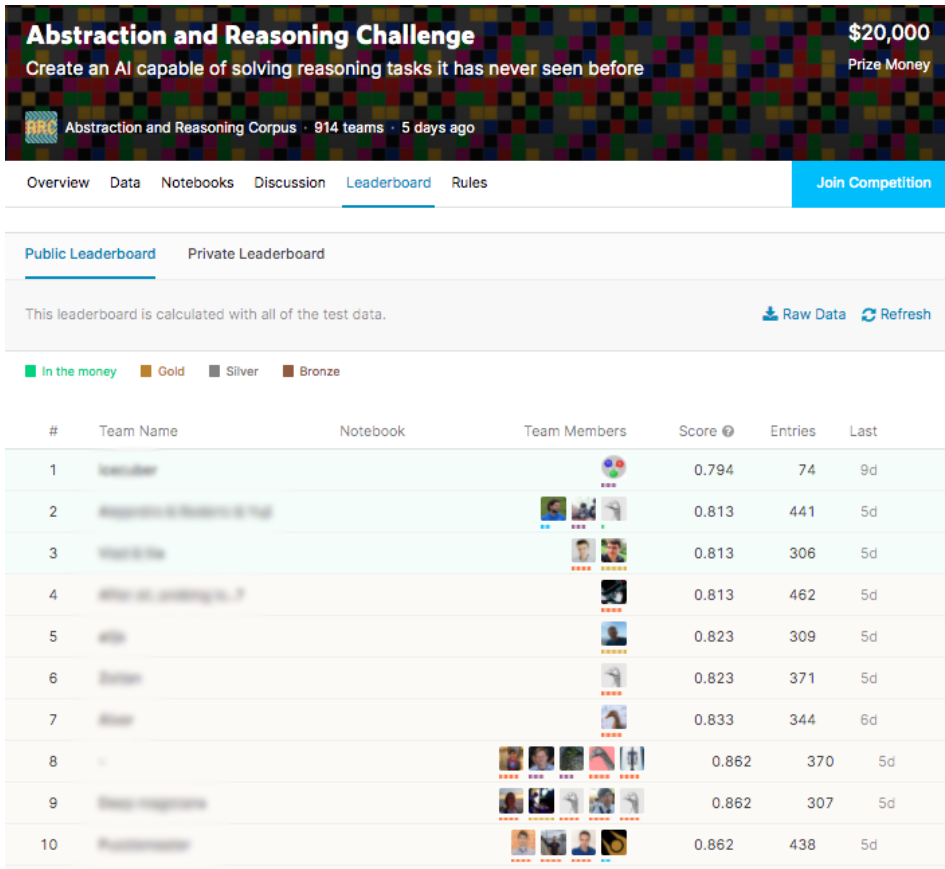 Abstraction and Reasoning Challenge
$20,000
Create an AI capable of solving reasoning tasks it has never seen before
Prize Money
ARC Abstraction and Reasoning Corpus · 914 teams · 5 days ago
Overview Data Notebooks Discussion Leaderboard Rules Join Competition
Public Leaderboard Private Leaderboard
This leaderboard is calculated with all of the test data. Raw Data Refresh
In the money Gold Silver Bronze
# Team Name Notebook Team Members Score Entries Last
1 0.794 74 9d
2 0.813 441 5d
3 0.813 306 5d
4 0.813 462 5d
5 0.823 309 5d
6 0.823 371 5d
7 0.833 344 6d
8 0.862 370 5d
9 0.862 307 5d
10 0.862 438 5d